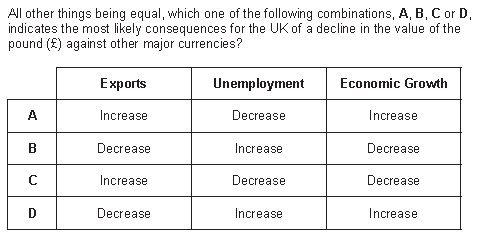 All other things being equal, which one of the following combinations, A, B, C or D,
indicates the most likely consequences for the UK of a decline in the value of the
pound (£) against other major currencies?
Exports Unemployment Economic Growth
A Increase Decrease Increase
B Decrease Increase Decrease
C Increase Decrease Decrease
D Decrease Increase Increase